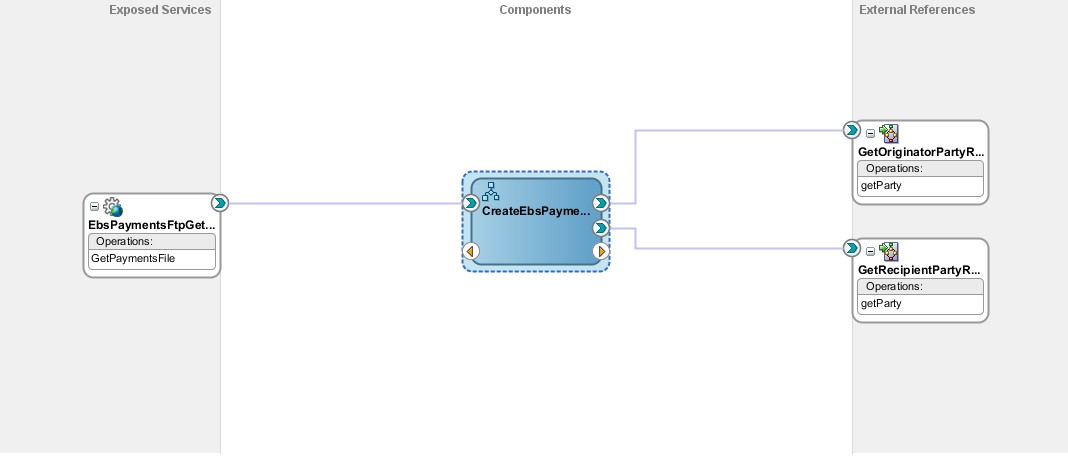 Exposed Services
Components
External References
EbsPaymentsFtpGet...
Operations:
GetPaymentsFile
CreateEbsPayme...
GetOriginatorPartyR...
Operations:
getParty
GetRecipientPartyR...
Operations:
getParty